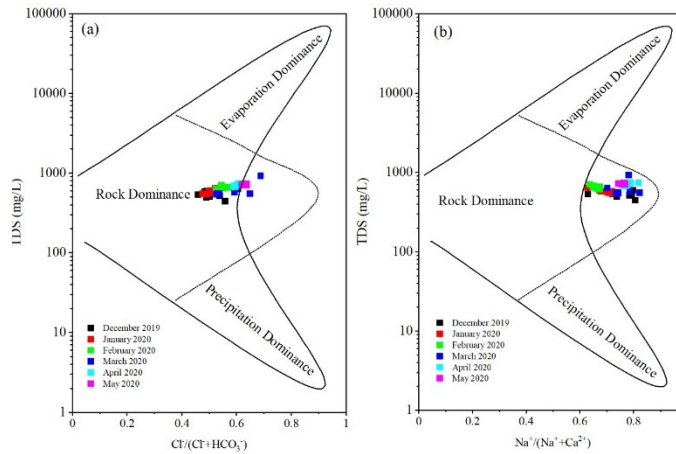 (a)
100000
10000
1000
100
10
1
TDS (mg/L)
Evaporation Dominance
Rock Dominance
Precipitation Dominance
December 2019
January 2020
February 2020
March 2020
April 2020
May 2020
0 0.2 0.4 0.6 0.8 1
Cl⁻/(Cl⁻+HCO₃⁻)
(b)
100000
10000
1000
100
10
1
TDS (mg/L)
Evaporation Dominance
Rock Dominance
Precipitation Dominance
December 2019
January 2020
February 2020
March 2020
April 2020
May 2020
0 0.2 0.4 0.6 0.8
Na⁺/(Na⁺+Ca²⁺)